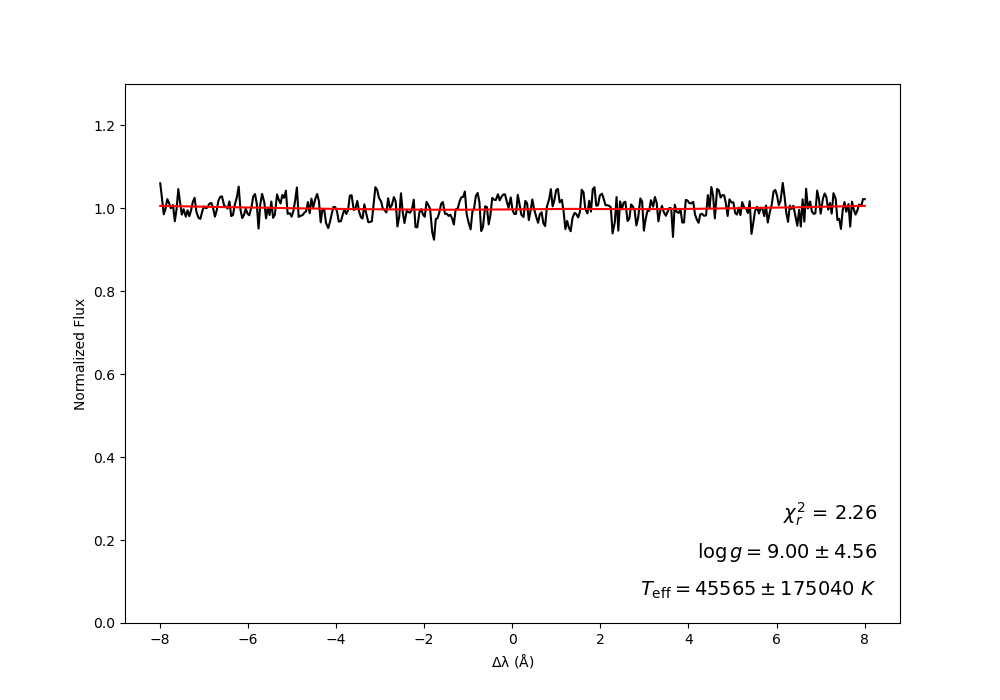 1.2
1.0
0.8
0.6
0.4
0.2
0.0
Normalized Flux
χ²ᵣ = 2.26
log g = 9.00 ± 4.56
T_eff = 45565 ± 175040 K
−8 −6 −4 −2 0 2 4 6 8
Δλ (Å)